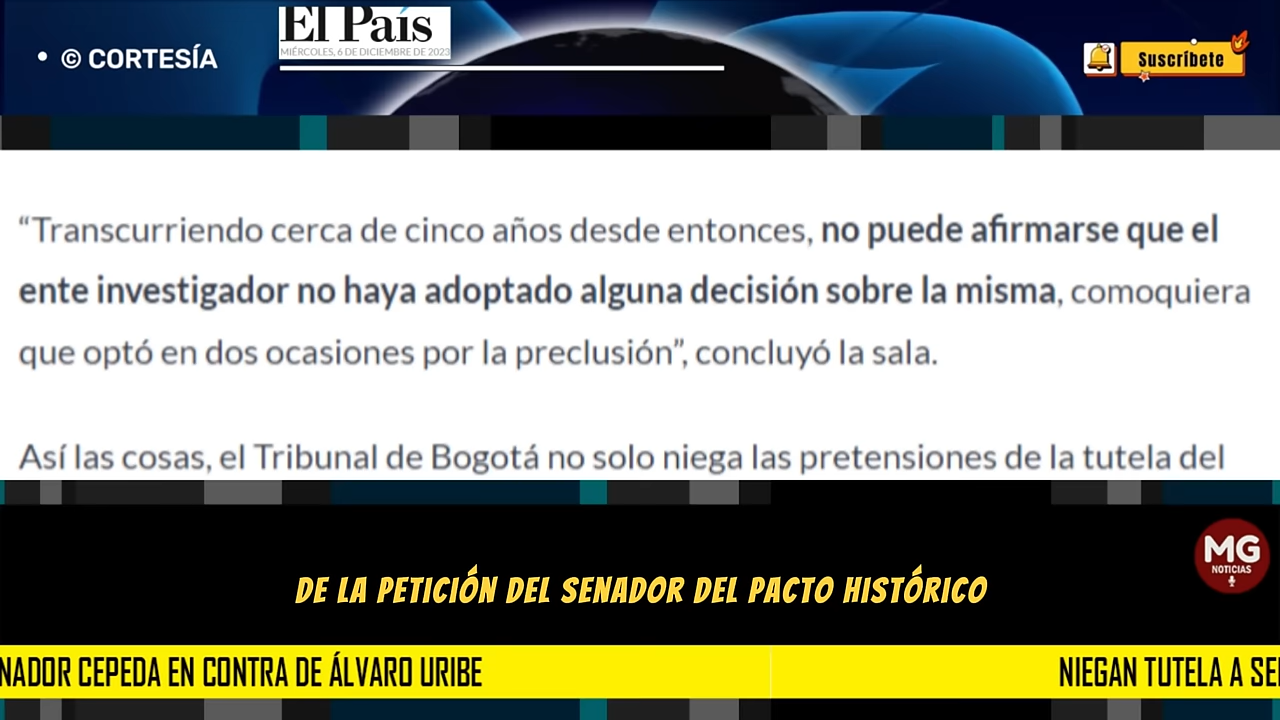 El País
MIÉRCOLES, 6 DE DICIEMBRE DE 2023
• © CORTESÍA
Suscríbete
“Transcurriendo cerca de cinco años desde entonces, no puede afirmarse que el
ente investigador no haya adoptado alguna decisión sobre la misma, comoquiera
que optó en dos ocasiones por la preclusión”, concluyó la sala.
Así las cosas, el Tribunal de Bogotá no solo niega las pretensiones de la tutela del
MG
NOTICIAS
DE LA PETICIÓN DEL SENADOR DEL PACTO HISTÓRICO
NADOR CEPEDA EN CONTRA DE ÁLVARO URIBE
NIEGAN TUTELA A SE